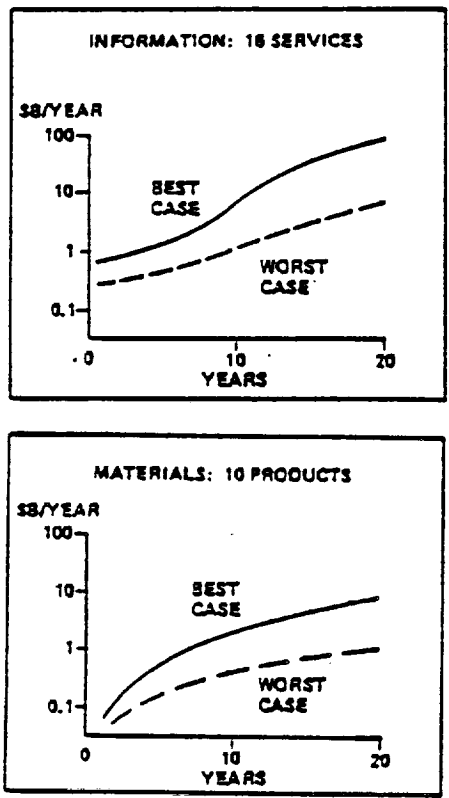 INFORMATION: 16 SERVICES
$B/YEAR
100
10
1
0.1
BEST
CASE
WORST
CASE
0
10
20
YEARS
MATERIALS: 10 PRODUCTS
$B/YEAR
100
10
1
0.1
BEST
CASE
WORST
CASE
0
10
20
YEARS